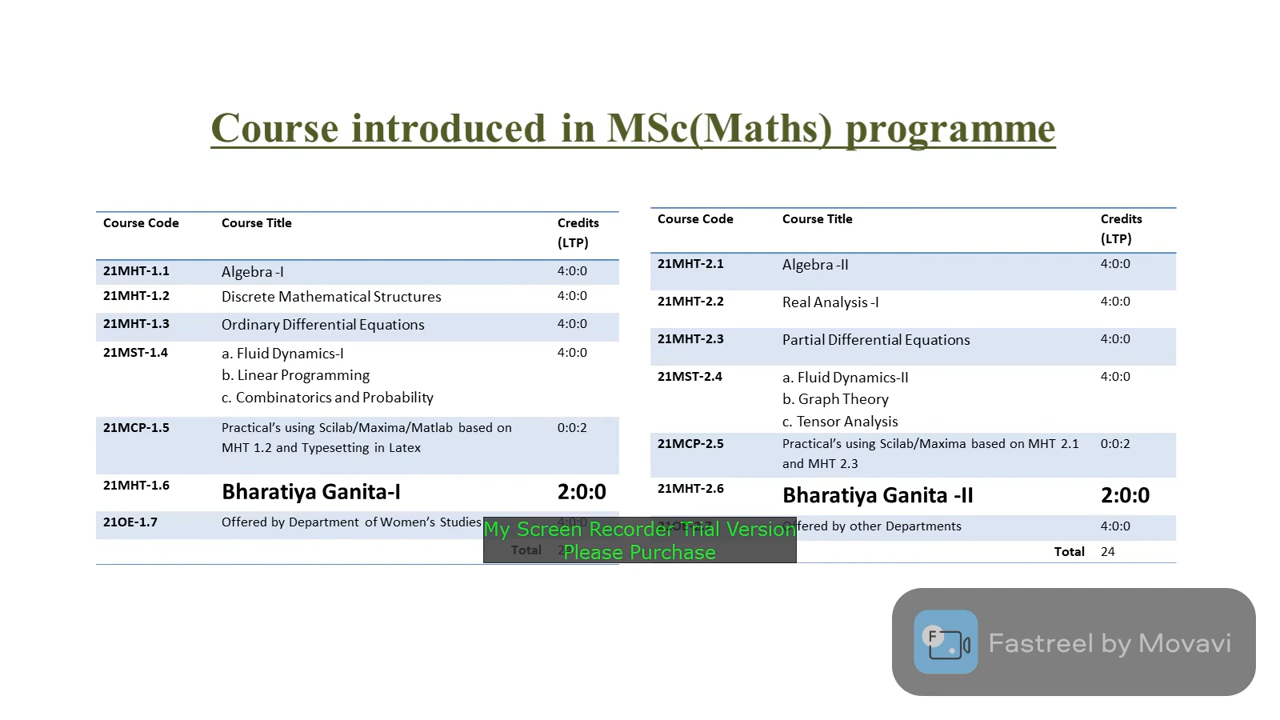 Course introduced in MSc(Maths) programme
Course Code Course Title Credits
(LTP)
21MHT-1.1 Algebra -I 4:0:0
21MHT-1.2 Discrete Mathematical Structures 4:0:0
21MHT-1.3 Ordinary Differential Equations 4:0:0
21MST-1.4 a. Fluid Dynamics-I 4:0:0
b. Linear Programming
c. Combinatorics and Probability
21MCP-1.5 Practical's using Scilab/Maxima/Matlab based on 0:0:2
MHT 1.2 and Typesetting in Latex
21MHT-1.6 Bharatiya Ganita-I 2:0:0
21OE-1.7 Offered by Department of Women's Studies 4:0:0
Total
Course Code Course Title Credits
(LTP)
21MHT-2.1 Algebra -II 4:0:0
21MHT-2.2 Real Analysis -I 4:0:0
21MHT-2.3 Partial Differential Equations 4:0:0
21MST-2.4 a. Fluid Dynamics-II 4:0:0
b. Graph Theory
c. Tensor Analysis
21MCP-2.5 Practical's using Scilab/Maxima based on MHT 2.1 0:0:2
and MHT 2.3
21MHT-2.6 Bharatiya Ganita -II 2:0:0
Offered by other Departments 4:0:0
Total 24
My Screen Recorder Trial Version
Please Purchase
Fastreel by Movavi